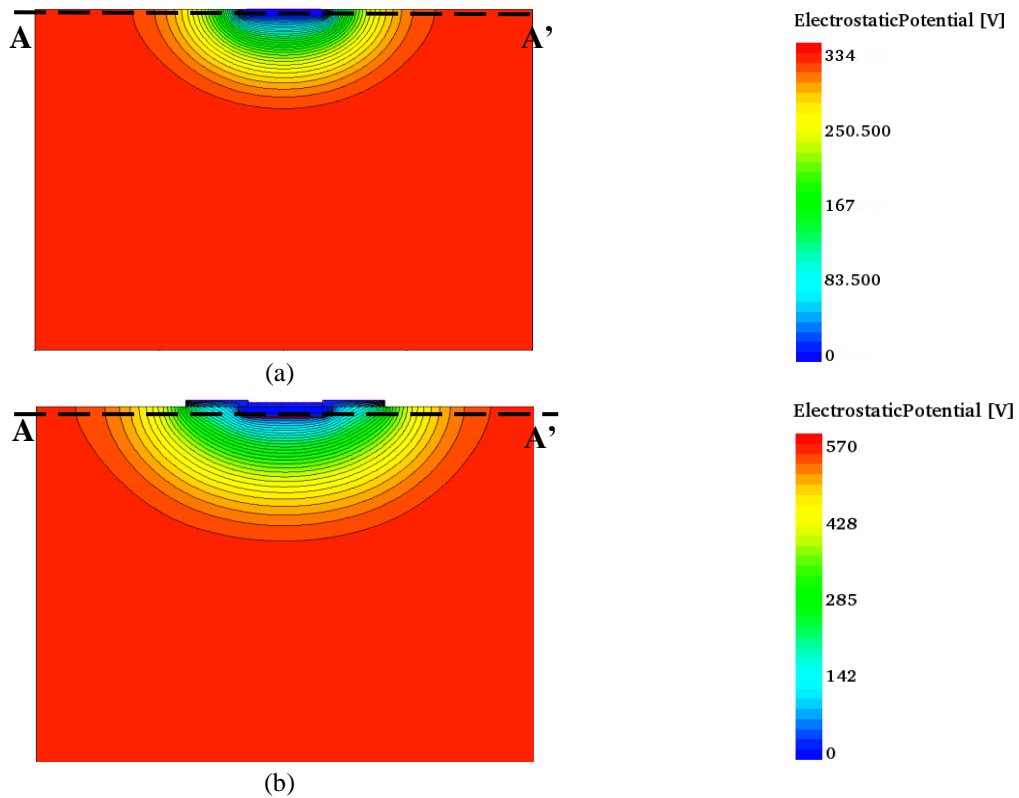 ElectrostaticPotential [V]
A
A’
334
250.500
167
83.500
0
(a)
ElectrostaticPotential [V]
A
A’
570
428
285
142
0
(b)